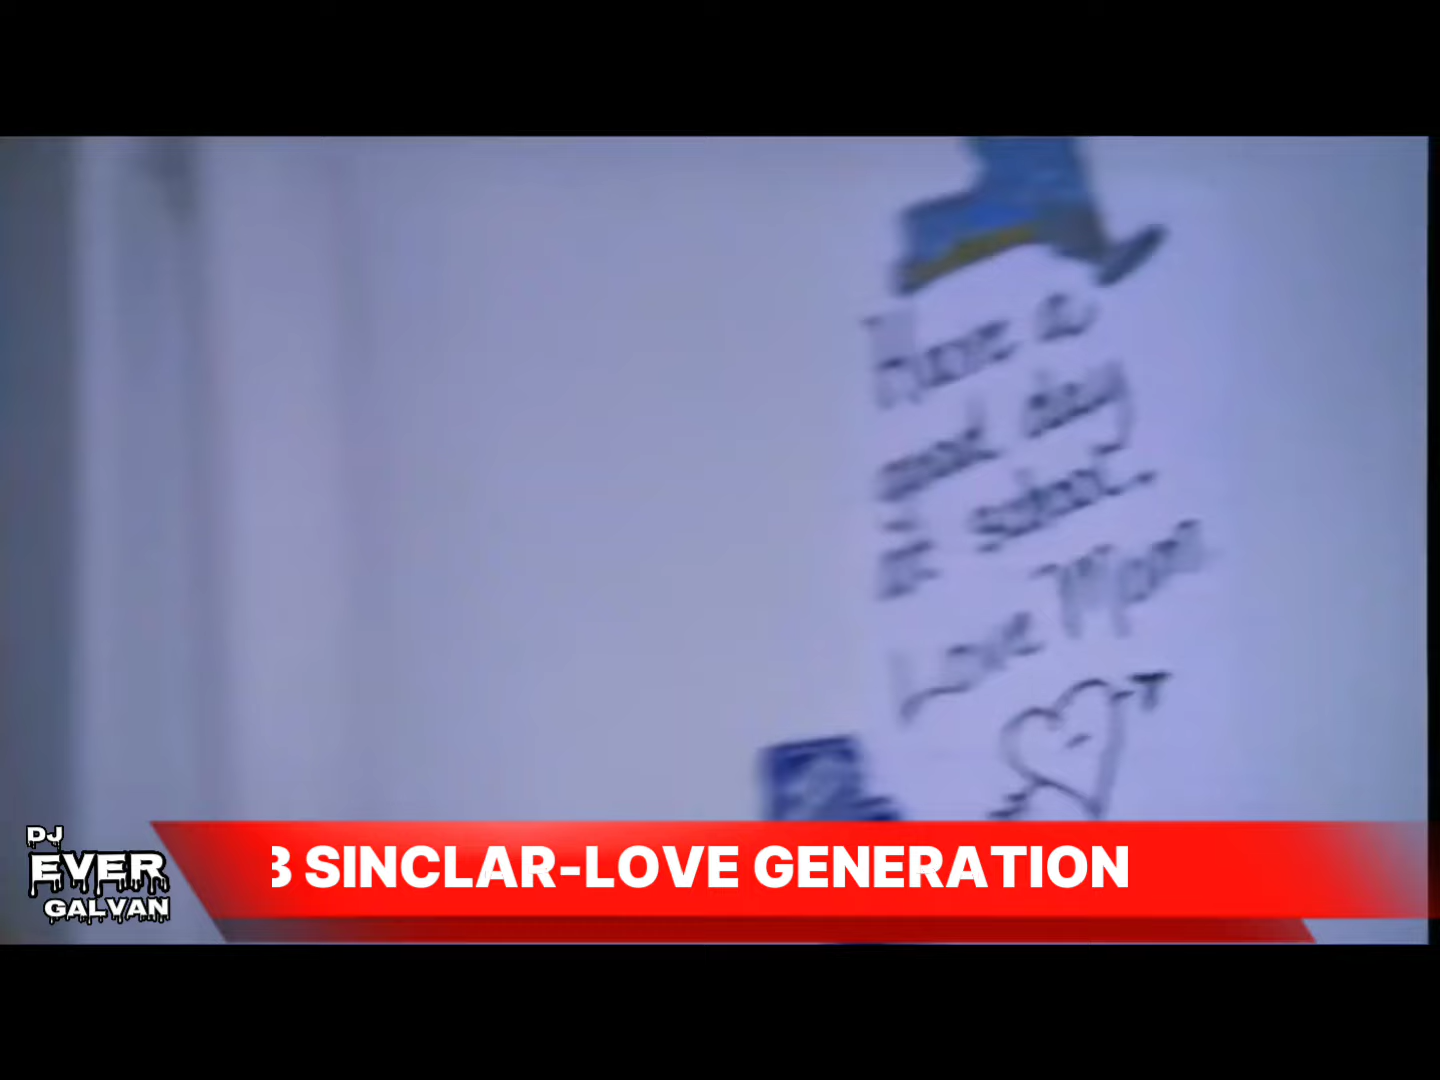 Have a
good day
at school.
Love Mom
T
DJ
EVER
GALVAN
B SINCLAR-LOVE GENERATION